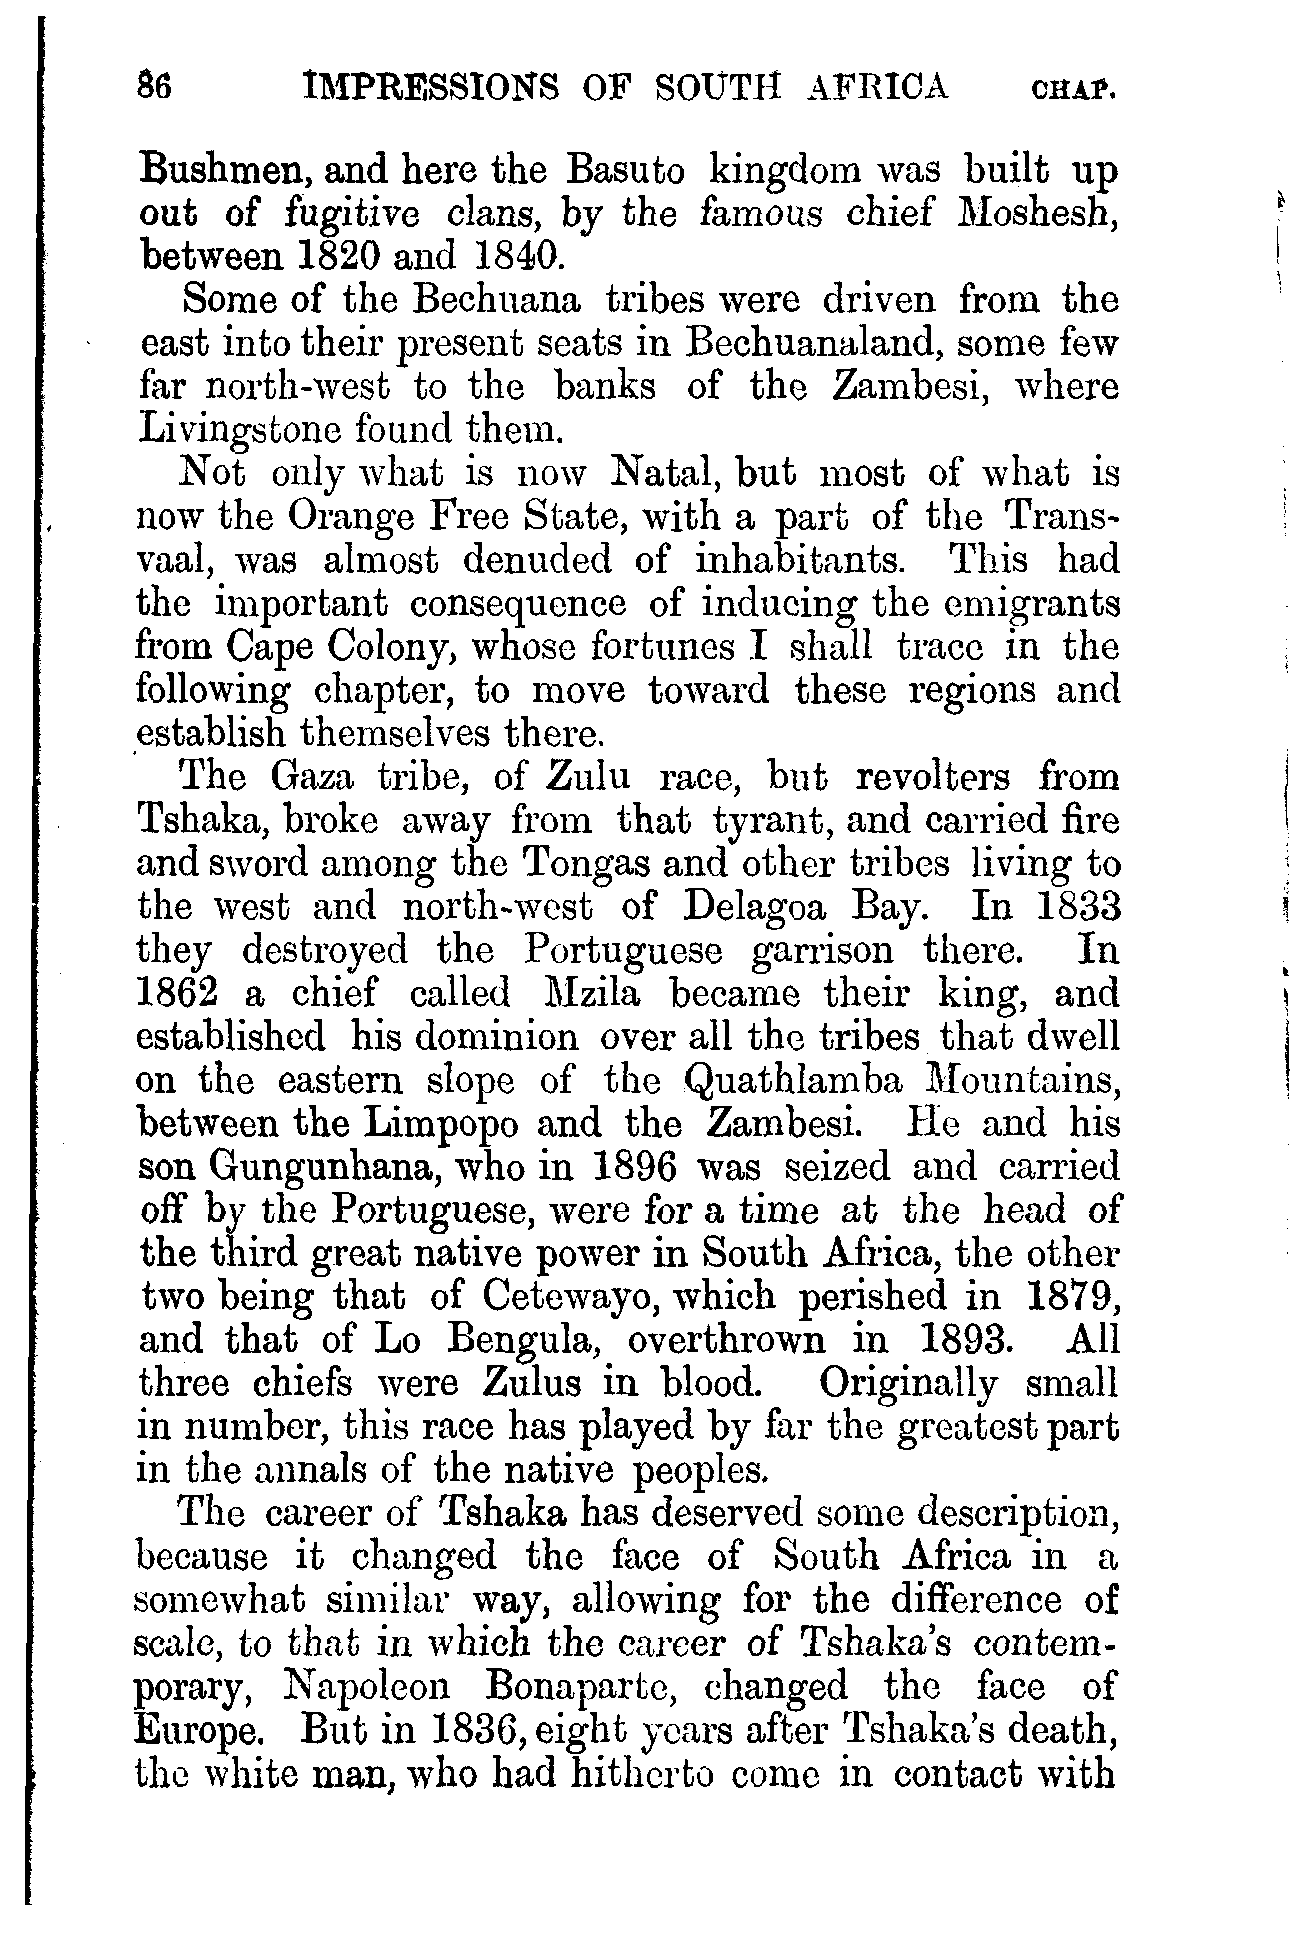 86 IMPRESSIONS OF SOUTH AFRICA CHAP.
Bushmen, and here the Basuto kingdom was built up
out of fugitive clans, by the famous chief Moshesh,
between 1820 and 1840.
Some of the Bechuana tribes were driven from the
east into their present seats in Bechuanaland, some few
far north-west to the banks of the Zambesi, where
Livingstone found them.
Not only what is now Natal, but most of what is
now the Orange Free State, with a part of the Trans-
vaal, was almost denuded of inhabitants. This had
the important consequence of inducing the emigrants
from Cape Colony, whose fortunes I shall trace in the
following chapter, to move toward these regions and
establish themselves there.
The Gaza tribe, of Zulu race, but revolters from
Tshaka, broke away from that tyrant, and carried fire
and sword among the Tongas and other tribes living to
the west and north-west of Delagoa Bay. In 1833
they destroyed the Portuguese garrison there. In
1862 a chief called Mzila became their king, and
established his dominion over all the tribes that dwell
on the eastern slope of the Quathlamba Mountains,
between the Limpopo and the Zambesi. He and his
son Gungunhana, who in 1896 was seized and carried
off by the Portuguese, were for a time at the head of
the third great native power in South Africa, the other
two being that of Cetewayo, which perished in 1879,
and that of Lo Bengula, overthrown in 1893. All
three chiefs were Zulus in blood. Originally small
in number, this race has played by far the greatest part
in the annals of the native peoples.
The career of Tshaka has deserved some description,
because it changed the face of South Africa in a
somewhat similar way, allowing for the difference of
scale, to that in which the career of Tshaka's contem-
porary, Napoleon Bonaparte, changed the face of
Europe. But in 1836, eight years after Tshaka's death,
the white man, who had hitherto come in contact with